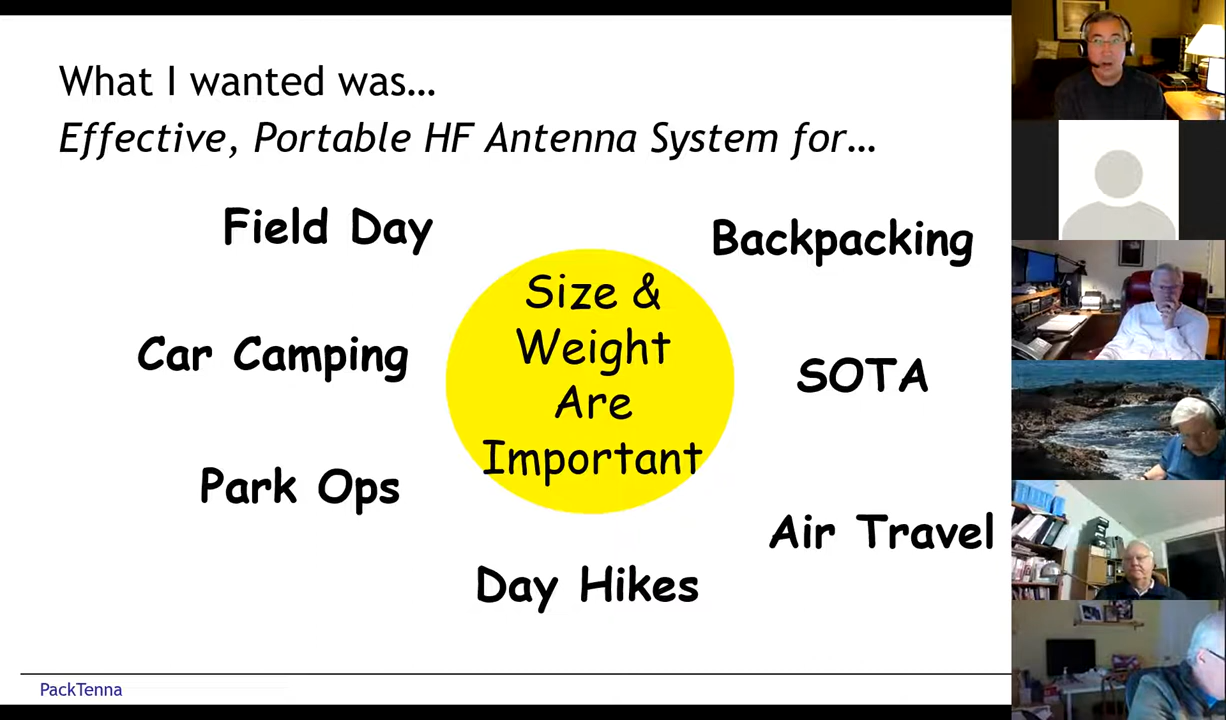 What I wanted was…
Effective, Portable HF Antenna System for…
Field Day
Backpacking
Size &
Weight
Are
Important
Car Camping
SOTA
Park Ops
Air Travel
Day Hikes
PackTenna